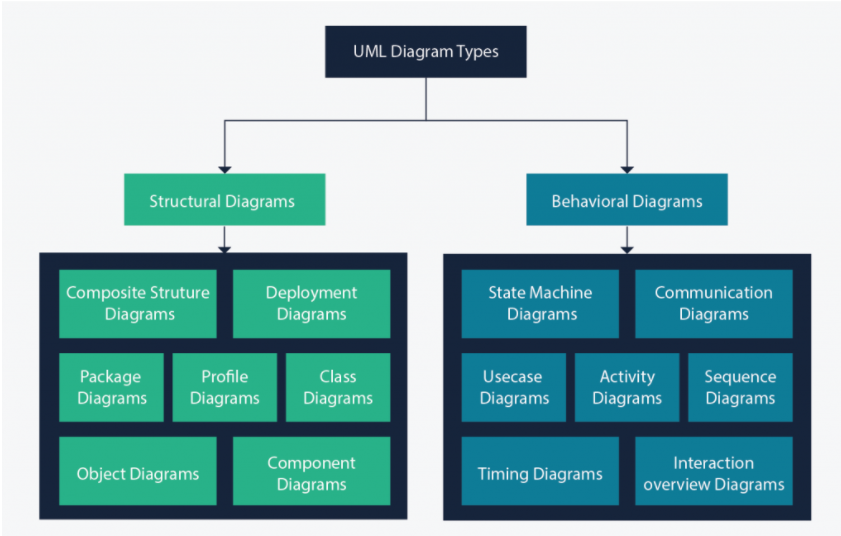 UML Diagram Types
Structural Diagrams
Behavioral Diagrams
Composite Struture
Diagrams
Deployment
Diagrams
Package
Diagrams
Profile
Diagrams
Class
Diagrams
Object Diagrams
Component
Diagrams
State Machine
Diagrams
Communication
Diagrams
Usecase
Diagrams
Activity
Diagrams
Sequence
Diagrams
Timing Diagrams
Interaction
overview Diagrams